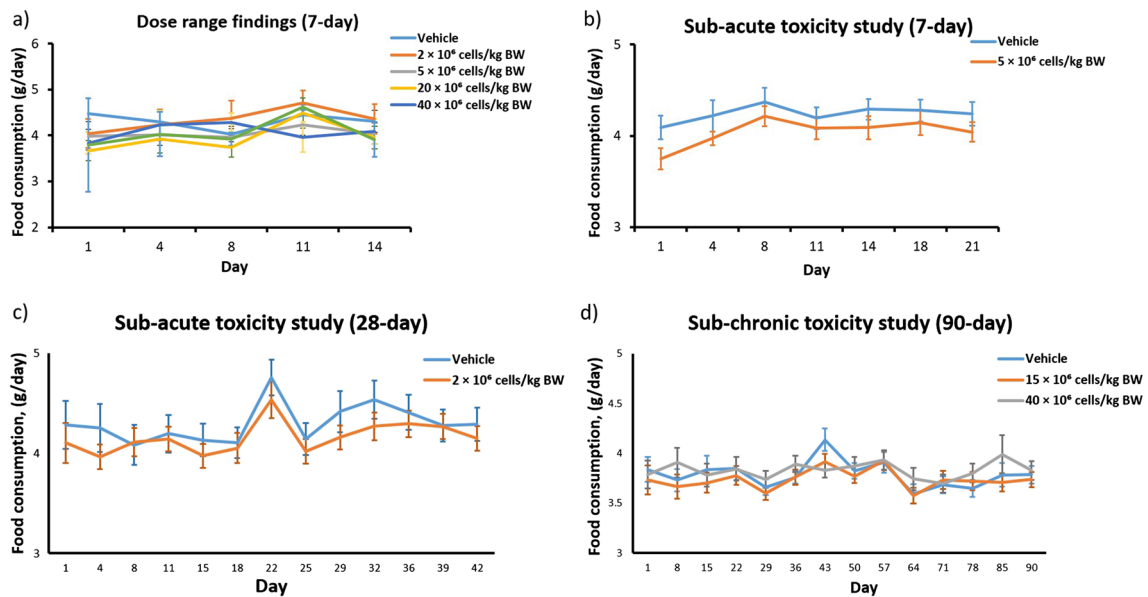 a)
Dose range findings (7-day)
Food consumption (g/day)
6
5
4
3
2
1 4 8 11 14
Day
Vehicle
2 × 10⁶ cells/kg BW
5 × 10⁶ cells/kg BW
20 × 10⁶ cells/kg BW
40 × 10⁶ cells/kg BW
b)
Sub-acute toxicity study (7-day)
Food consumption (g/day)
5
4
3
1 4 8 11 14 18 21
Day
Vehicle
5 × 10⁶ cells/kg BW
c)
Sub-acute toxicity study (28-day)
Food consumption, (g/day)
5
4
3
1 4 8 11 15 18 22 25 29 32 36 39 42
Day
Vehicle
2 × 10⁶ cells/kg BW
d)
Sub-chronic toxicity study (90-day)
Food consumption, (g/day)
5
4.5
4
3.5
3
1 8 15 22 29 36 43 50 57 64 71 78 85 90
Day
Vehicle
15 × 10⁶ cells/kg BW
40 × 10⁶ cells/kg BW